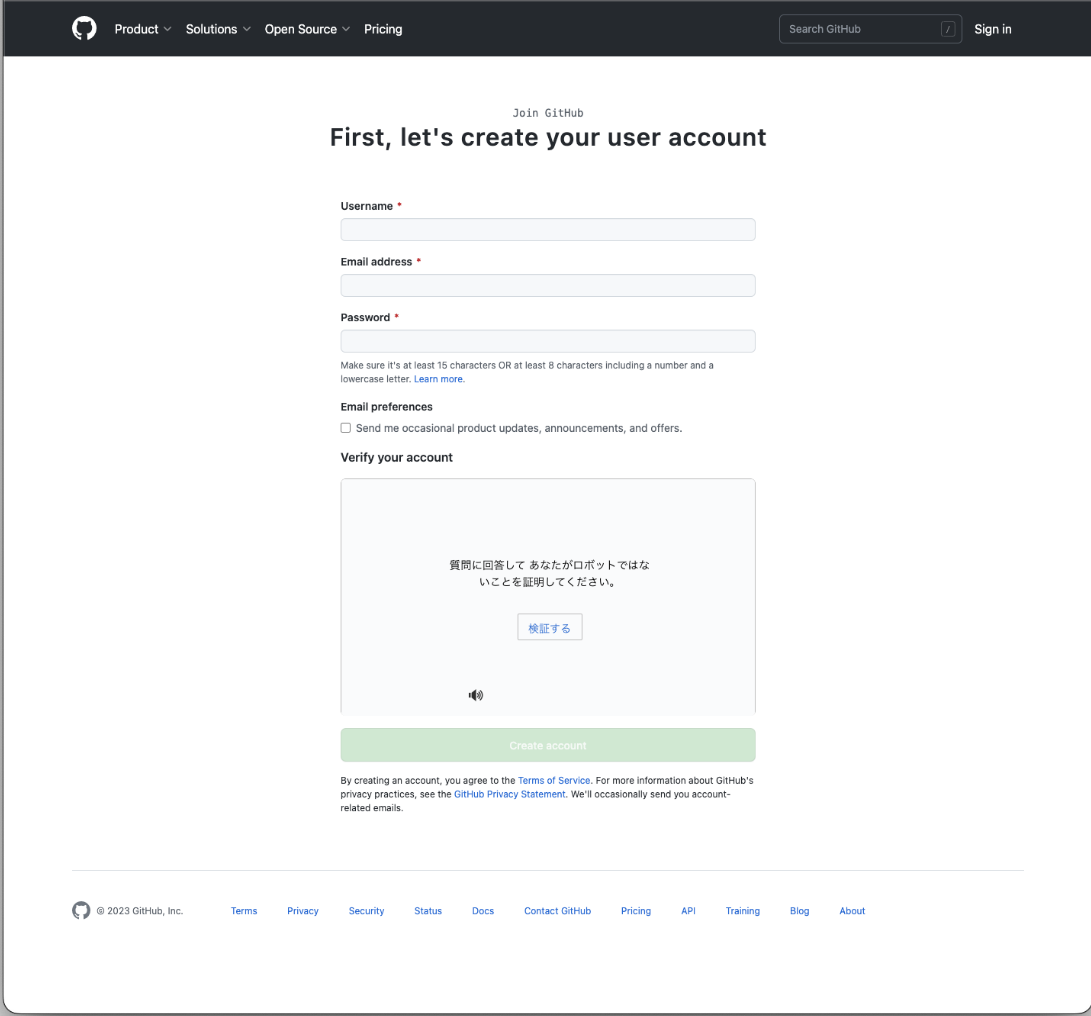 Product Solutions Open Source Pricing Search GitHub / Sign in
Join GitHub
First, let's create your user account
Username *
Email address *
Password *
Make sure it's at least 15 characters OR at least 8 characters including a number and a
lowercase letter. Learn more.
Email preferences
Send me occasional product updates, announcements, and offers.
Verify your account
質問に回答して あなたがロボットではな
いことを証明してください。
検証する
Create account
By creating an account, you agree to the Terms of Service. For more information about GitHub's
privacy practices, see the GitHub Privacy Statement. We'll occasionally send you account-
related emails.
© 2023 GitHub, Inc. Terms Privacy Security Status Docs Contact GitHub Pricing API Training Blog About